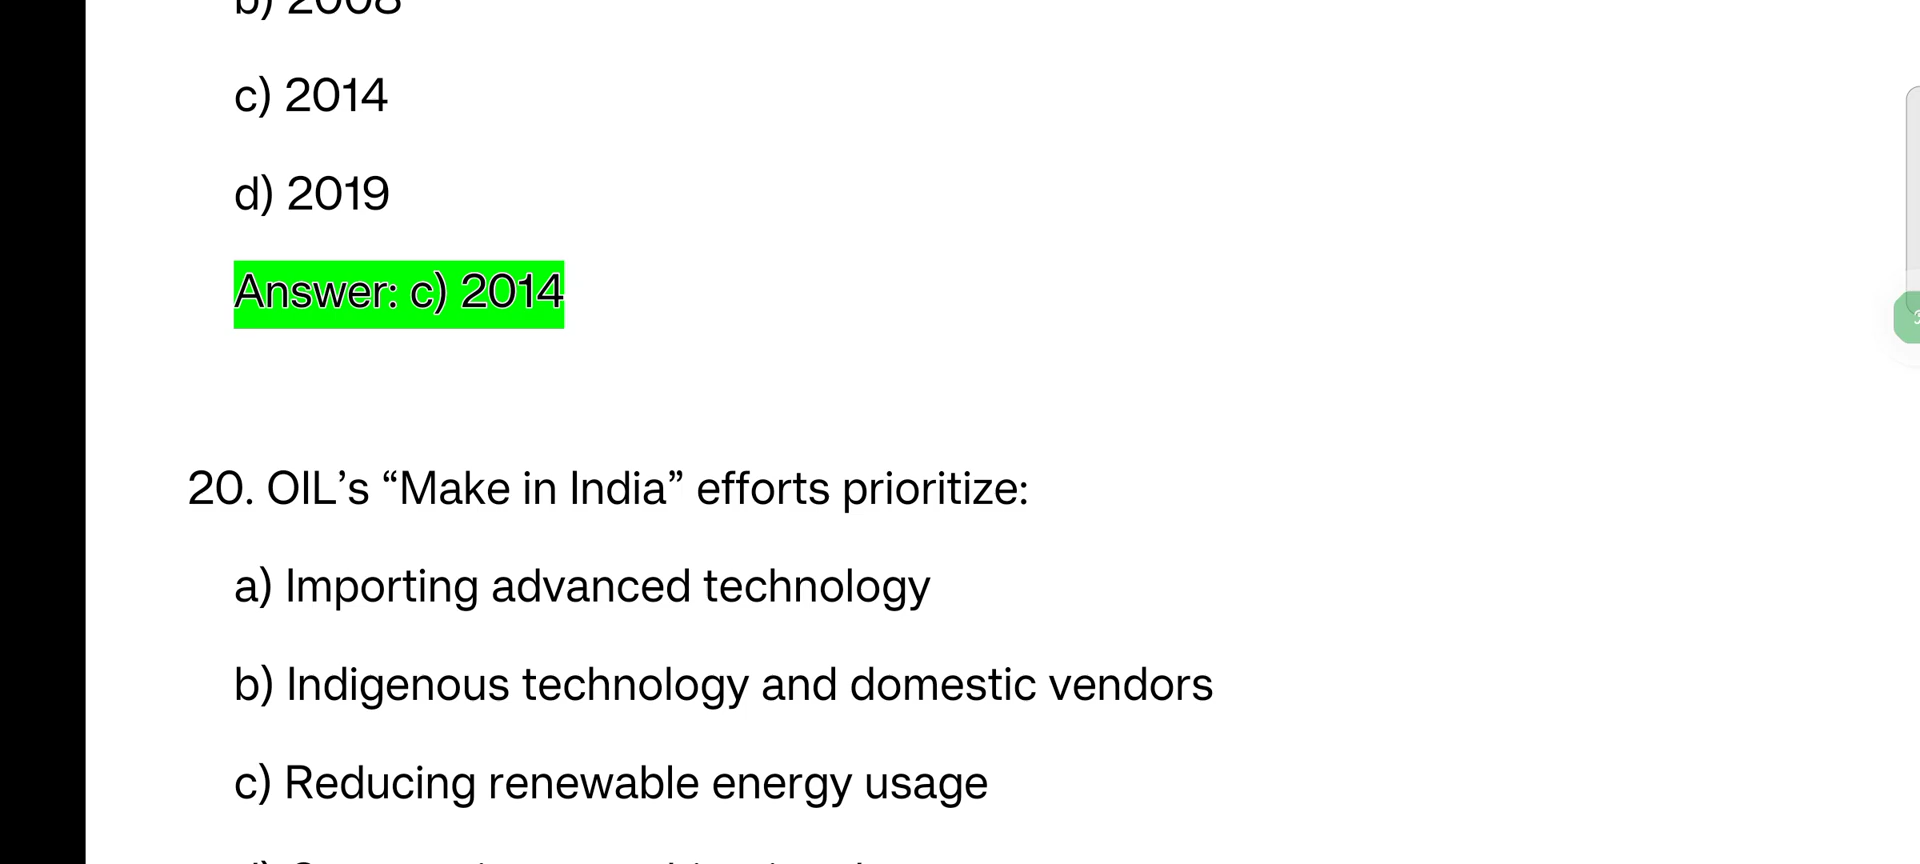 b) 2008
c) 2014
d) 2019
Answer: c) 2014
20. OIL’s “Make in India” efforts prioritize:
a) Importing advanced technology
b) Indigenous technology and domestic vendors
c) Reducing renewable energy usage